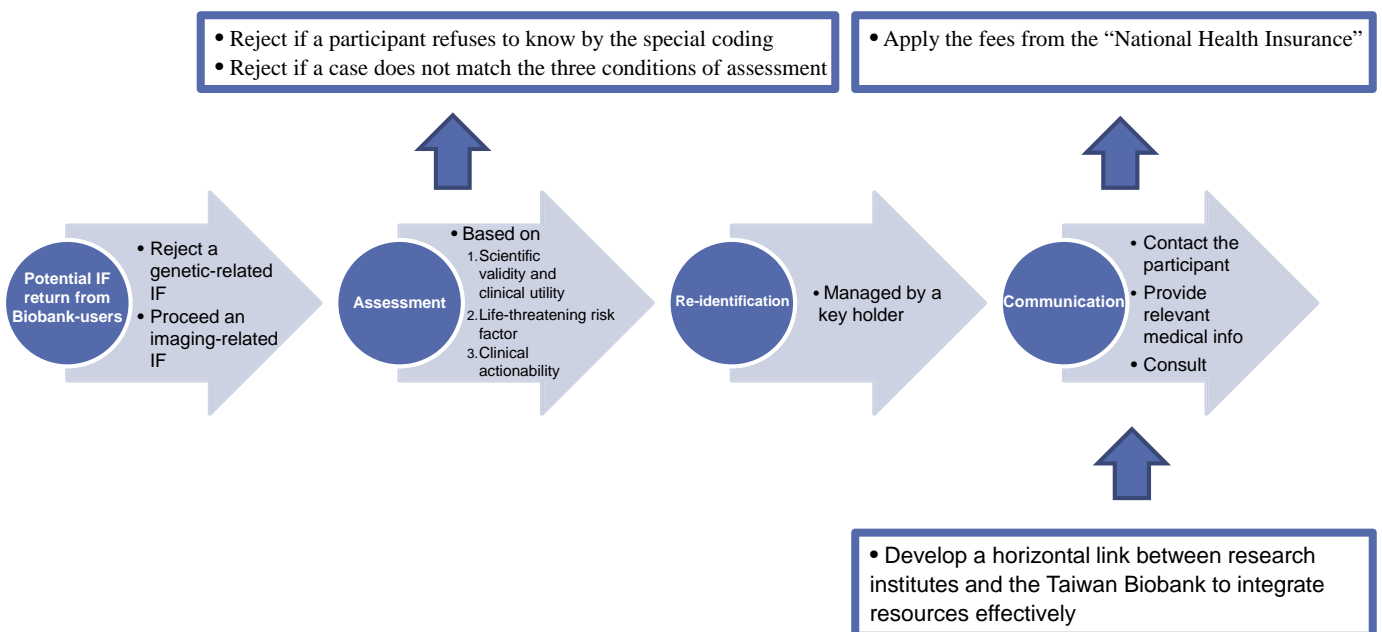 • Reject if a participant refuses to know by the special coding
• Reject if a case does not match the three conditions of assessment
• Apply the fees from the “National Health Insurance”
Potential IF
return from
Biobank-users
• Reject a
genetic-related
IF
• Proceed an
imaging-related
IF
Assessment
• Based on
1. Scientific
validity and
clinical utility
2. Life-threatening risk
factor
3. Clinical
actionability
Re-identification
• Managed by a
key holder
Communication
• Contact the
participant
• Provide
relevant
medical info
• Consult
• Develop a horizontal link between research
institutes and the Taiwan Biobank to integrate
resources effectively